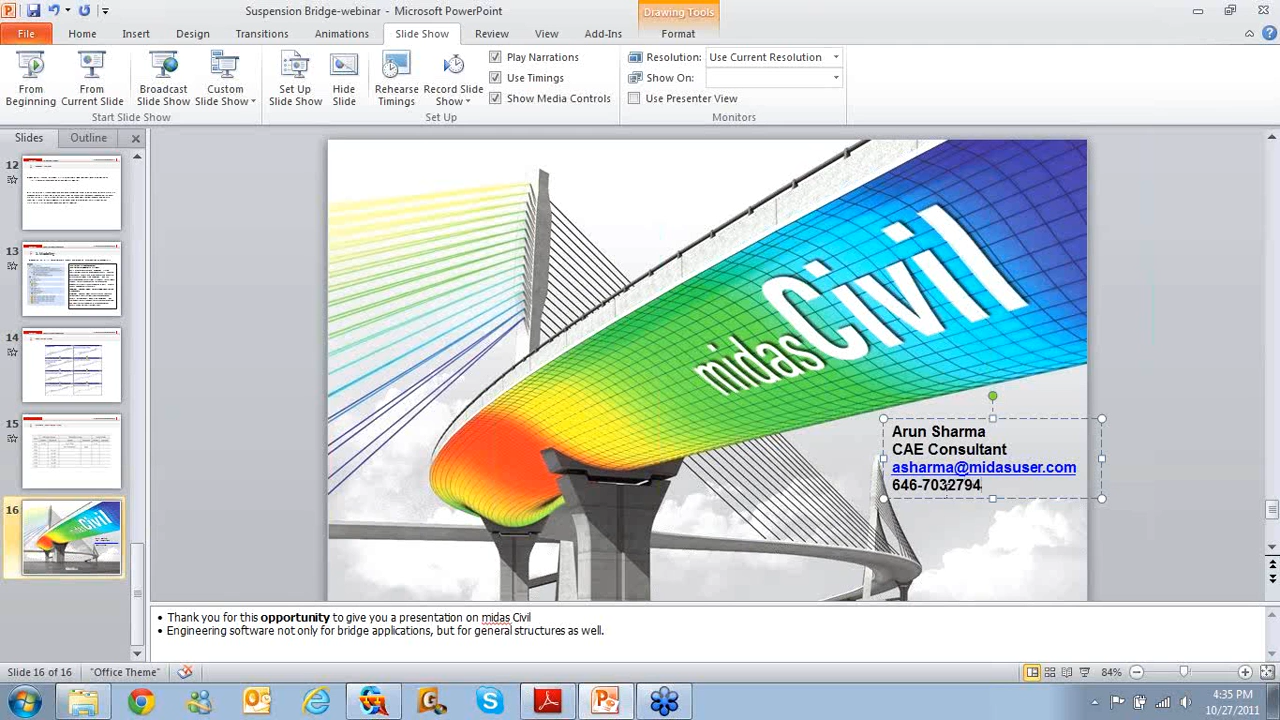 Suspension Bridge-webinar - Microsoft PowerPoint
Drawing Tools
File Home Insert Design Transitions Animations Slide Show Review View Add-Ins Format
From Beginning
From Current Slide
Broadcast Slide Show
Custom Slide Show
Set Up Slide Show
Hide Slide
Rehearse Timings
Record Slide Show
Play Narrations
Use Timings
Show Media Controls
Resolution: Use Current Resolution
Show On:
Use Presenter View
Start Slide Show
Set Up
Monitors
Slides Outline
12
13
14
15
16
midas Civil
Arun Sharma
CAE Consultant
asharma@midasuser.com
646-7032794
Thank you for this opportunity to give you a presentation on midas Civil
Engineering software not only for bridge applications, but for general structures as well.
Slide 16 of 16
"Office Theme"
84%
4:35 PM
10/27/2011